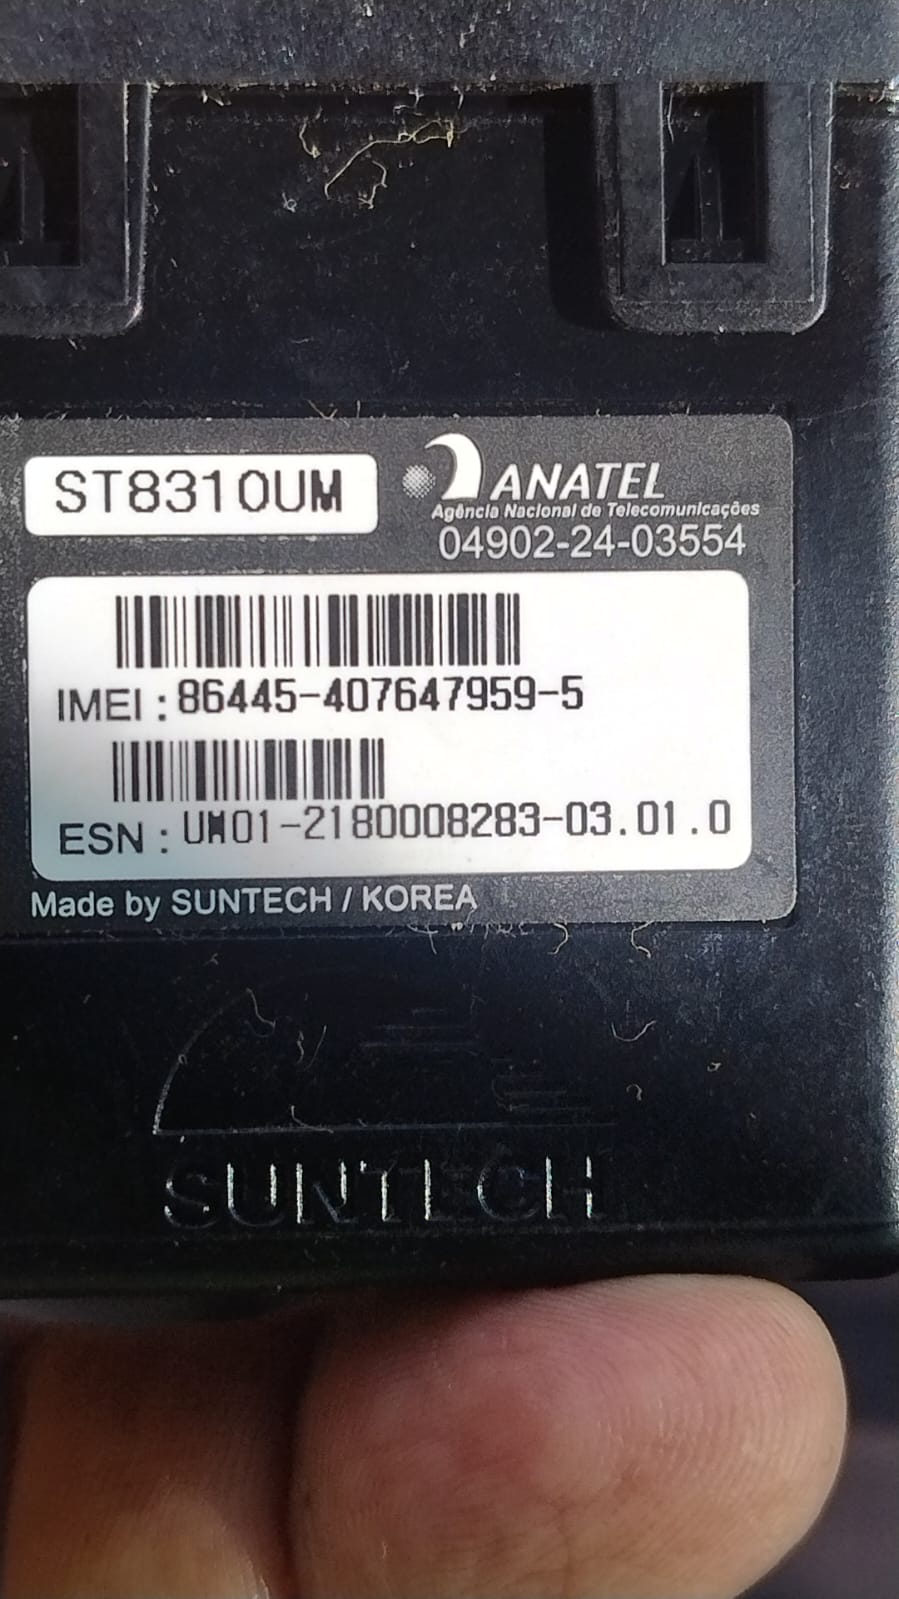 ST8310UM
ANATEL
Agência Nacional de Telecomunicações
04902-24-03554
IMEI : 86445-407647959-5
ESN : UM01-2180008283-03.01.0
Made by SUNTECH / KOREA
SUNTECH